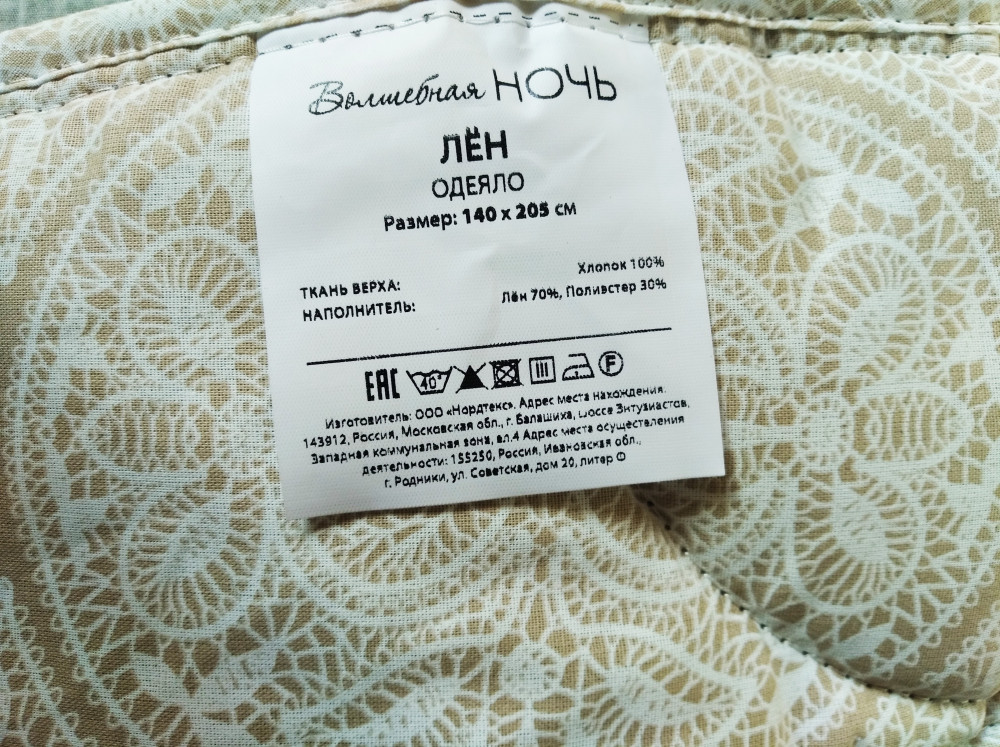 Волшебная НОЧЬ
ЛЁН
ОДЕЯЛО
Размер: 140 x 205 см
ТКАНЬ ВЕРХА: Хлопок 100%
НАПОЛНИТЕЛЬ: Лён 70%, Полиэстер 30%
EAC 40° F
Изготовитель: ООО «Нордтекс». Адрес места нахождения:
143912, Россия, Московская обл., г. Балашиха, шоссе Энтузиастов,
Западная коммунальная зона, вл.4 Адрес места осуществления
деятельности: 155250, Россия, Ивановская обл.,
г. Родники, ул. Советская, дом 20, литер Ф